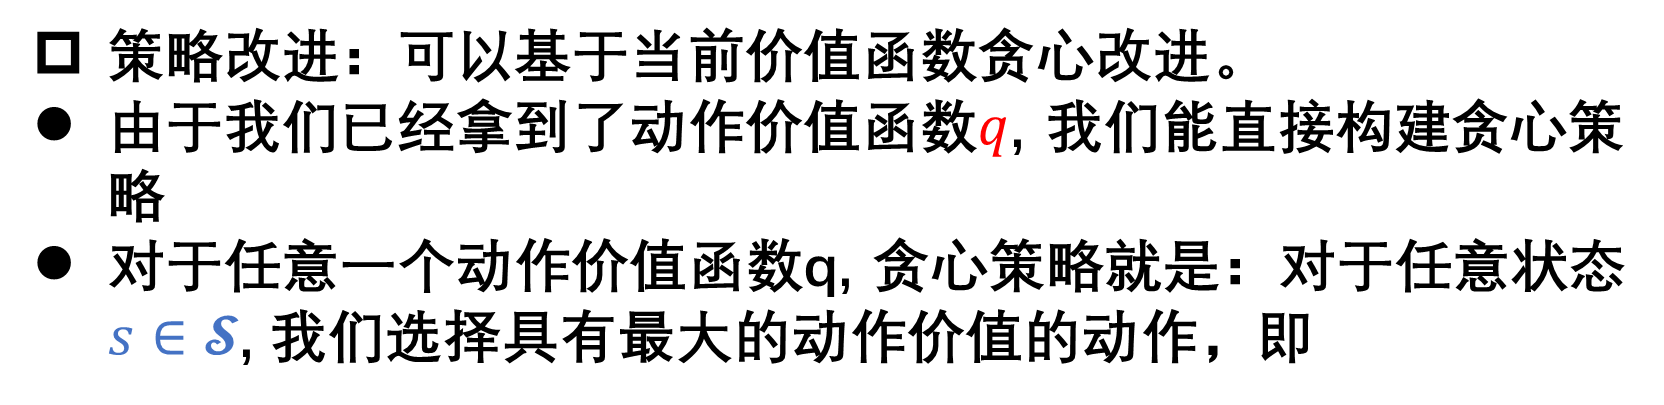 □ 策略改进：可以基于当前价值函数贪心改进。
● 由于我们已经拿到了动作价值函数q, 我们能直接构建贪心策
略
● 对于任意一个动作价值函数q, 贪心策略就是：对于任意状态
s ∈ 𝓢, 我们选择具有最大的动作价值的动作，即